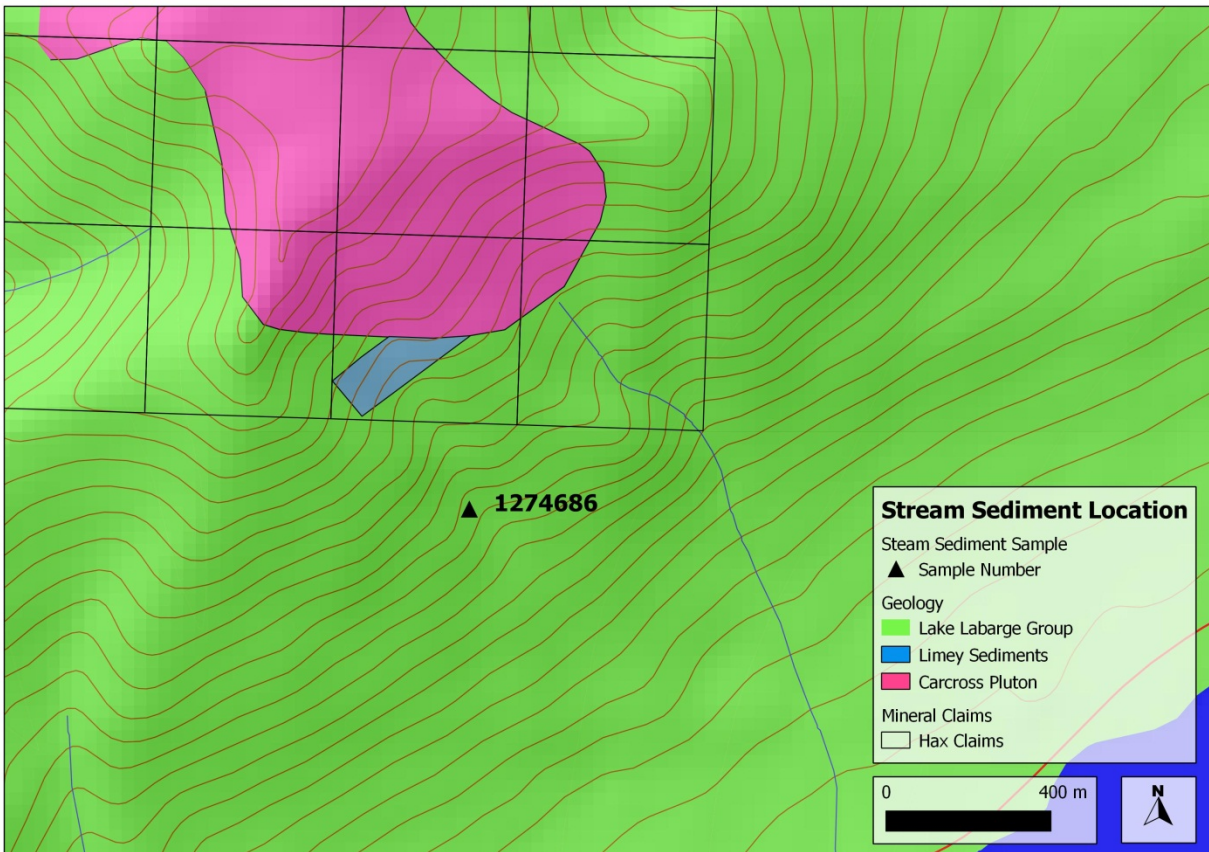 1274686
Stream Sediment Location
Steam Sediment Sample
Sample Number
Geology
Lake Labarge Group
Limey Sediments
Carcross Pluton
Mineral Claims
Hax Claims
0 400 m
N